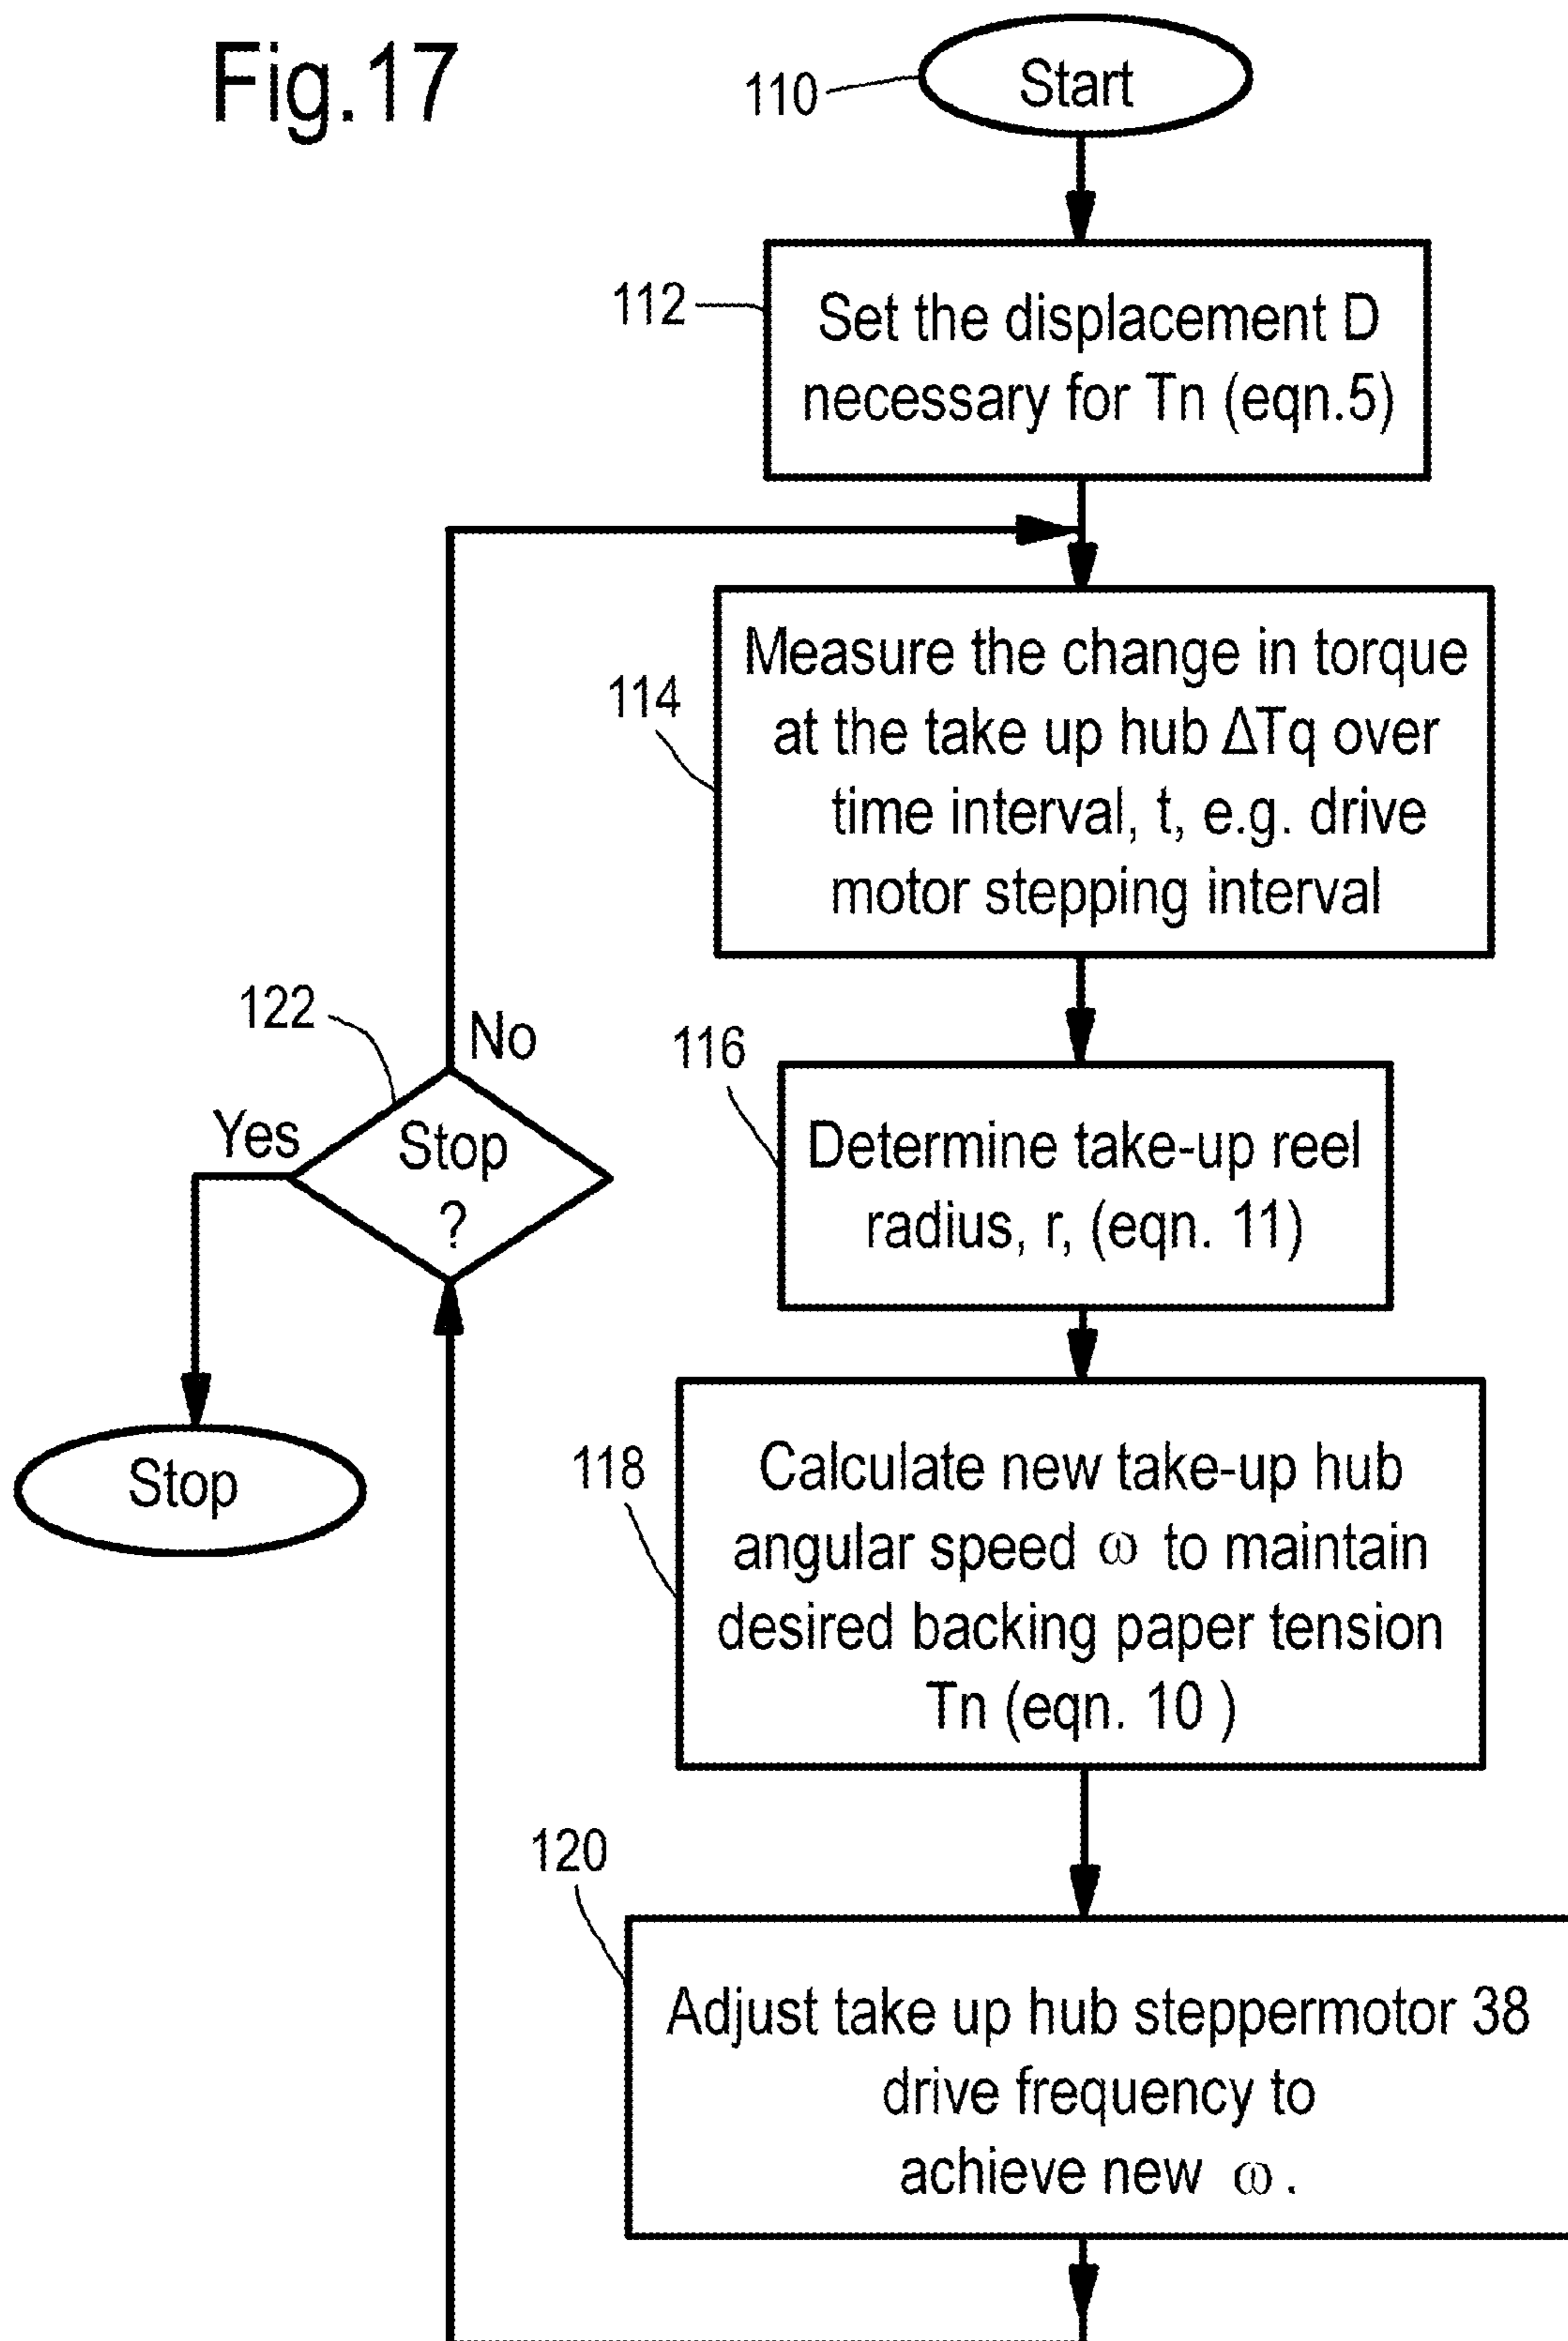 Fig.17
110
Start
112
Set the displacement D
necessary for Tn (eqn.5)
114
Measure the change in torque
at the take up hub ΔTq over
time interval, t, e.g. drive
motor stepping interval
122
No
Yes
Stop
?
Stop
116
Determine take-up reel
radius, r, (eqn. 11)
118
Calculate new take-up hub
angular speed ω to maintain
desired backing paper tension
Tn (eqn. 10 )
120
Adjust take up hub steppermotor 38
drive frequency to
achieve new ω.